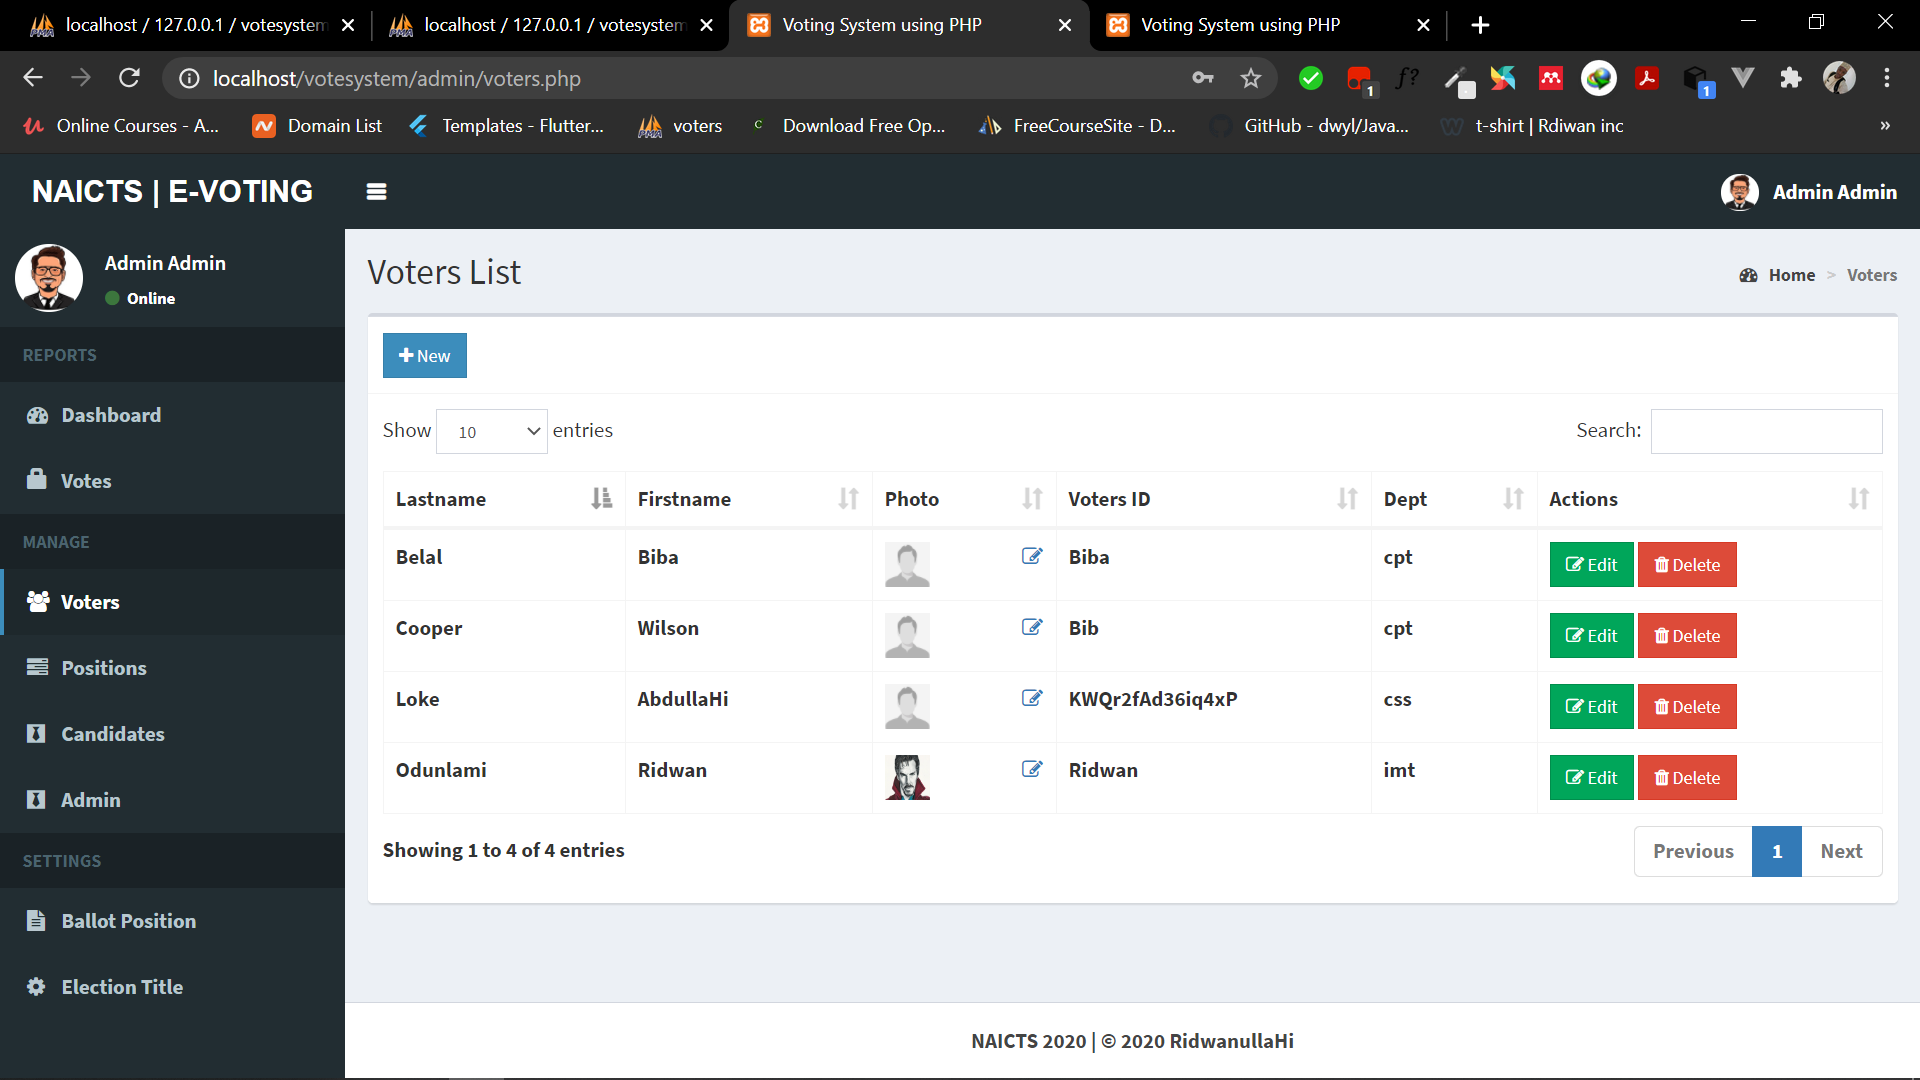 localhost / 127.0.0.1 / votesystem
localhost / 127.0.0.1 / votesystem
Voting System using PHP
Voting System using PHP
localhost/votesystem/admin/voters.php
f?
1
1
Online Courses - A...
Domain List
Templates - Flutter...
voters
Download Free Op...
FreeCourseSite - D...
GitHub - dwyl/Java...
t-shirt | Rdiwan inc
»
NAICTS | E-VOTING
Admin Admin
Admin Admin
Online
REPORTS
Dashboard
Votes
MANAGE
Voters
Positions
Candidates
Admin
SETTINGS
Ballot Position
Election Title
Voters List
Home > Voters
New
Show 10 entries
Search:
Lastname Firstname Photo Voters ID Dept Actions
Belal Biba Biba cpt Edit Delete
Cooper Wilson Bib cpt Edit Delete
Loke AbdullaHi KWQr2fAd36iq4xP css Edit Delete
Odunlami Ridwan Ridwan imt Edit Delete
Showing 1 to 4 of 4 entries
Previous 1 Next
NAICTS 2020 | © 2020 RidwanullaHi